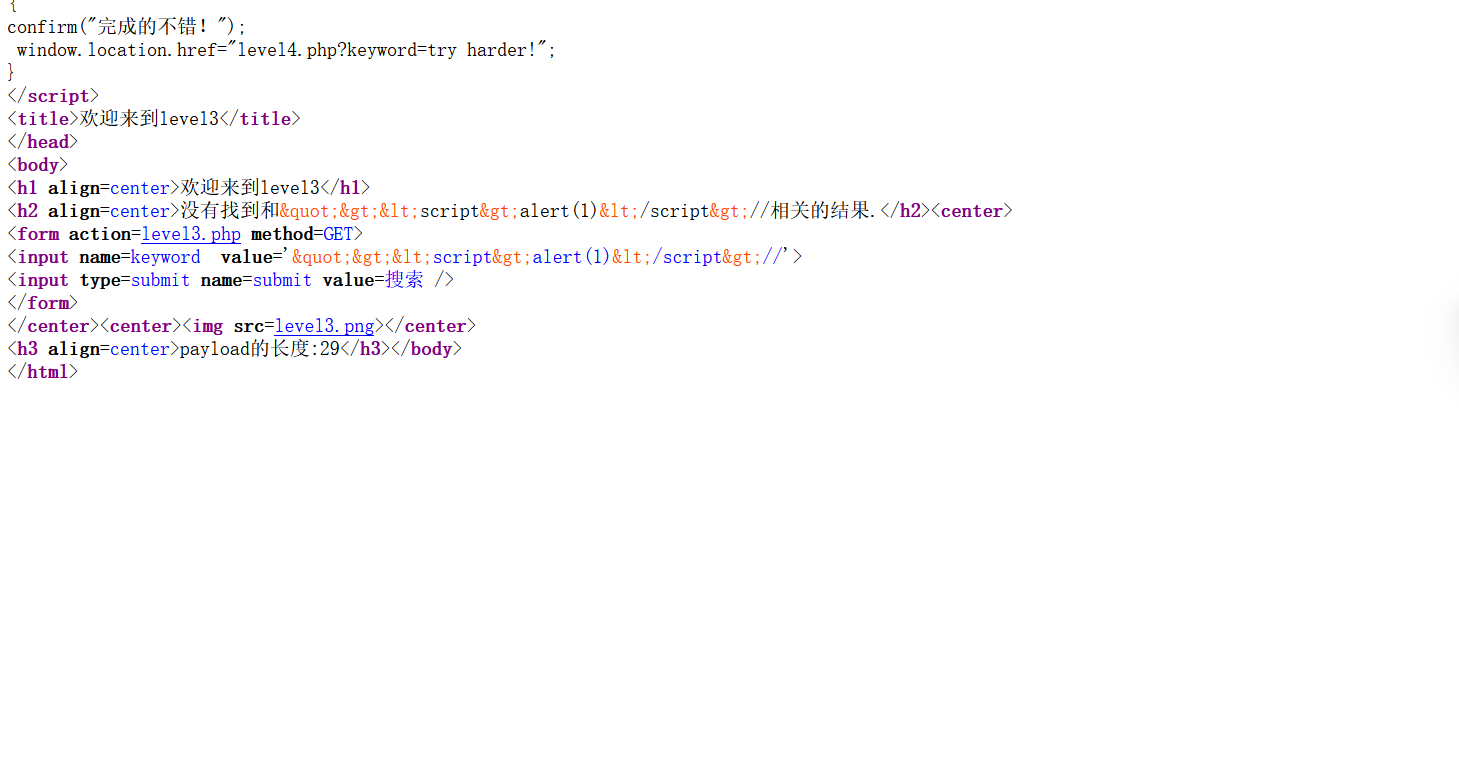 {
confirm("完成的不错！");
 window.location.href="level4.php?keyword=try harder!";
}
</script>
<title>欢迎来到level3</title>
</head>
<body>
<h1 align=center>欢迎来到level3</h1>
<h2 align=center>没有找到和&quot;&gt;&lt;script&gt;alert(1)&lt;/script&gt;//相关的结果.</h2><center>
<form action=level3.php method=GET>
<input name=keyword  value='&quot;&gt;&lt;script&gt;alert(1)&lt;/script&gt;//'>
<input type=submit name=submit value=搜索 />
</form>
</center><center><img src=level3.png></center>
<h3 align=center>payload的长度:29</h3></body>
</html>